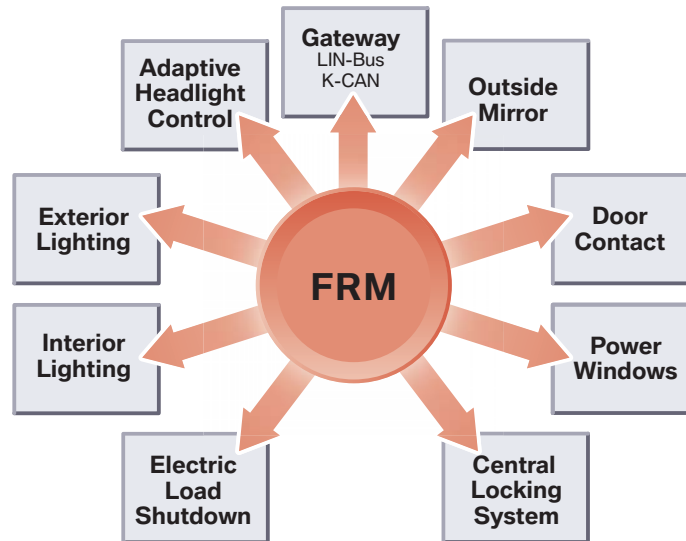 Gateway
LIN-Bus
K-CAN
Adaptive
Headlight
Control
Outside
Mirror
Exterior
Lighting
Door
Contact
FRM
Interior
Lighting
Power
Windows
Electric
Load
Shutdown
Central
Locking
System